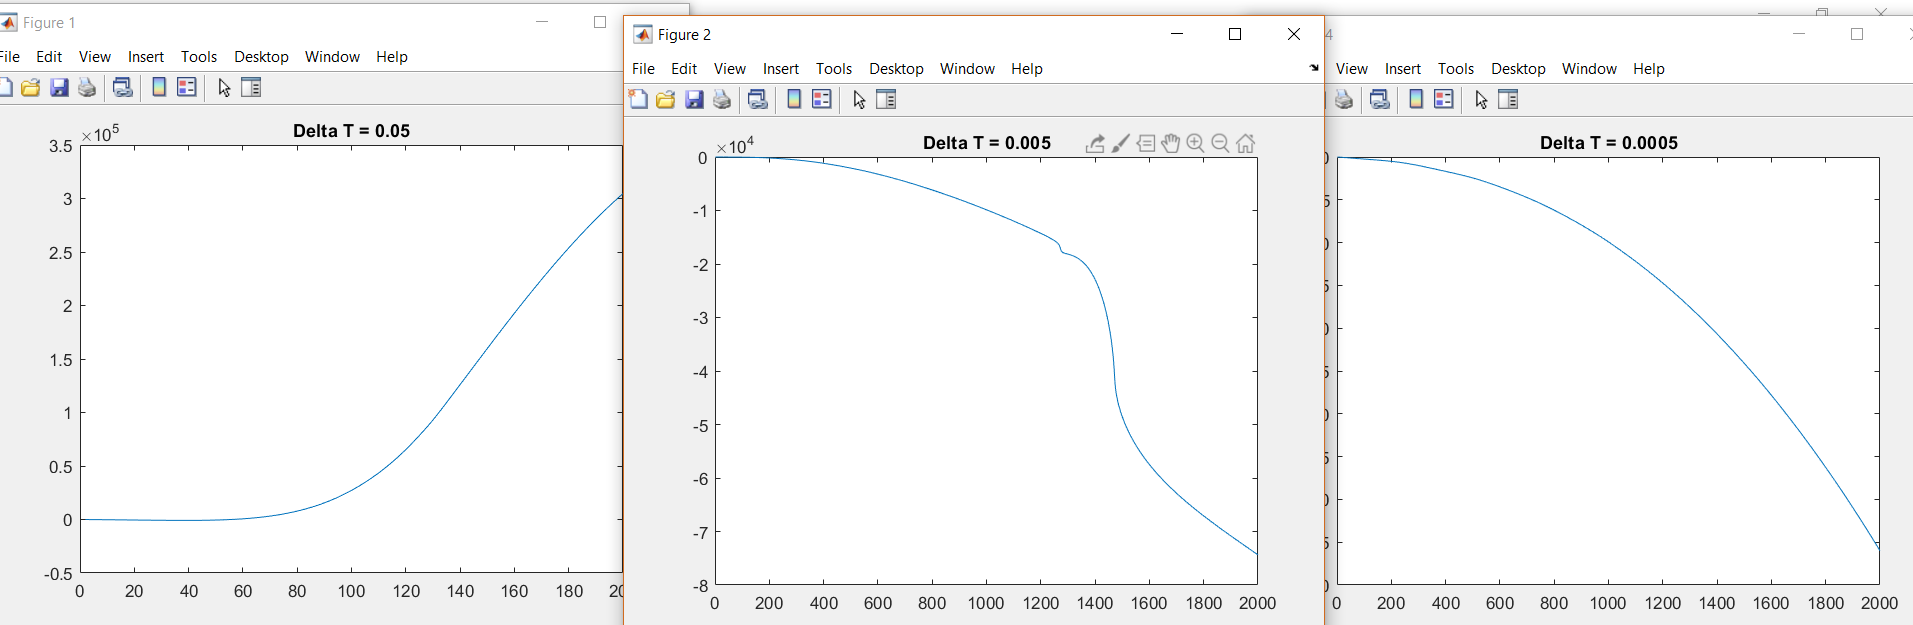 Figure 1
File Edit View Insert Tools Desktop Window Help
Delta T = 0.05
×10^5
3.5
3
2.5
2
1.5
1
0.5
0
-0.5
0 20 40 60 80 100 120 140 160 180
Figure 2
File Edit View Insert Tools Desktop Window Help
Delta T = 0.005
×10^4
0
-1
-2
-3
-4
-5
-6
-7
-8
0 200 400 600 800 1000 1200 1400 1600 1800 2000
4
View Insert Tools Desktop Window Help
Delta T = 0.0005
0 200 400 600 800 1000 1200 1400 1600 1800 2000